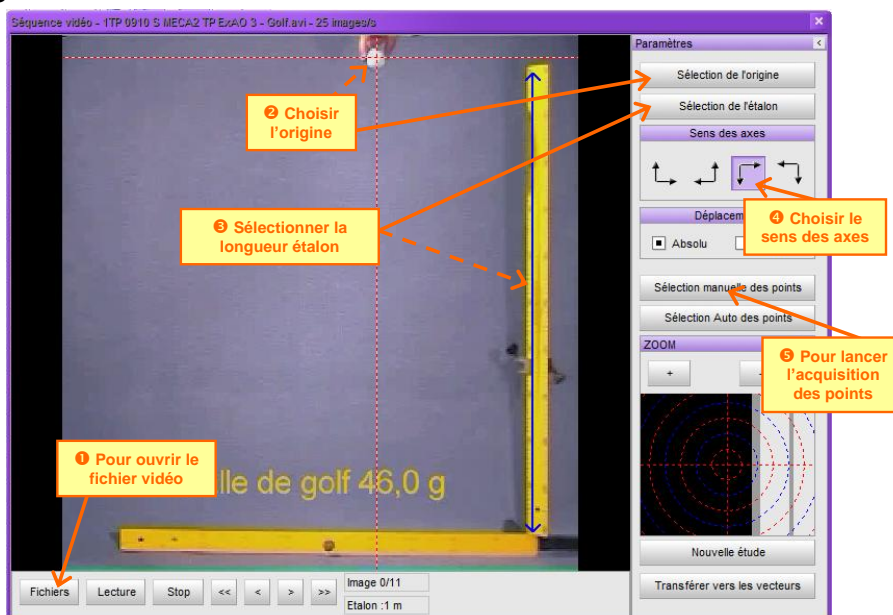 Séquence vidéo - 1TP 0910 S MECA2 TP ExAO 3 - Golf.avi - 25 images/s
Paramètres
Sélection de l'origine
Sélection de l'étalon
Sens des axes
❷ Choisir
l'origine
❸ Sélectionner la
longueur étalon
❹ Choisir le
sens des axes
Absolu
Sélection manuelle des points
Sélection Auto des points
ZOOM
+
❺ Pour lancer
l'acquisition
des points
❶ Pour ouvrir le
fichier vidéo
lle de golf 46,0 g
Nouvelle étude
Transférer vers les vecteurs
Fichiers
Lecture
Stop
<<
<
>
>>
Image 0/11
Etalon :1 m